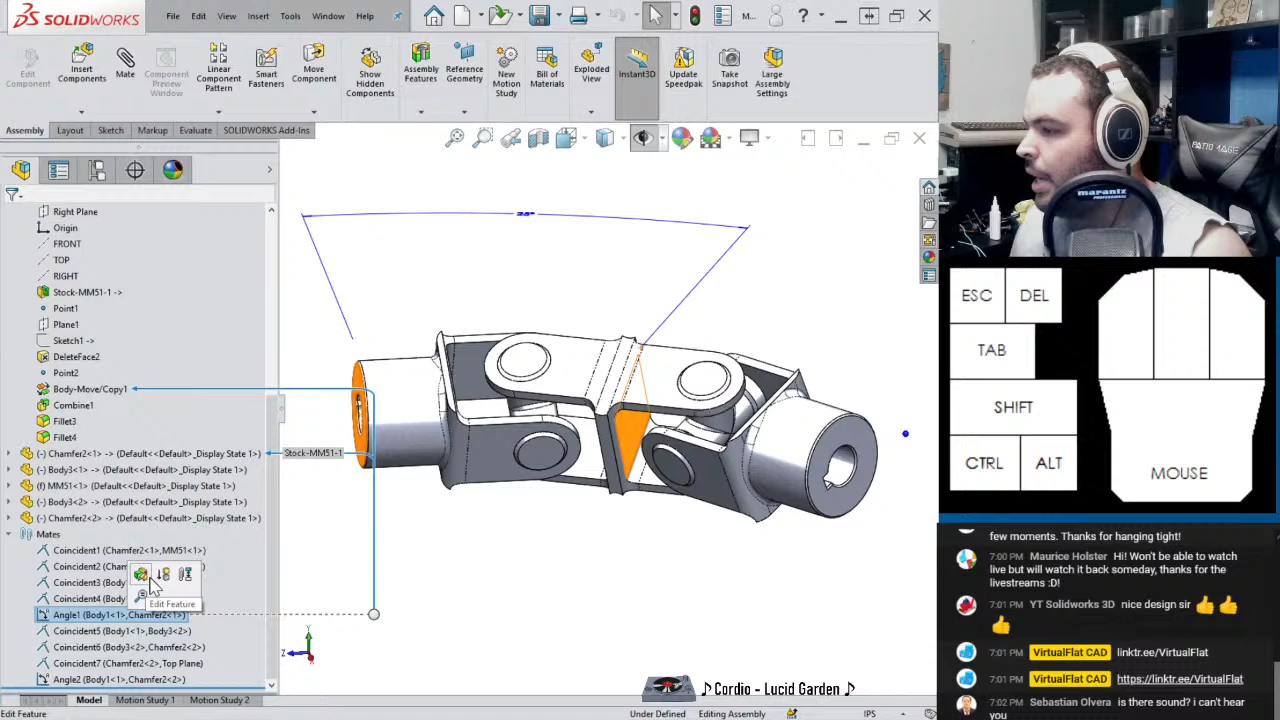 SOLIDWORKS
File Edit View Insert Tools Window Help
M...
Edit Component
Insert Components
Mate
Component Preview Window
Linear Component Pattern
Smart Fasteners
Move Component
Show Hidden Components
Assembly Features
Reference Geometry
New Motion Study
Bill of Materials
Exploded View
Instant3D
Update Speedpak
Take Snapshot
Large Assembly Settings
Assembly Layout Sketch Markup Evaluate SOLIDWORKS Add-Ins
Right Plane
Origin
FRONT
TOP
RIGHT
Stock-MM51-1 ->
Point1
Plane1
Sketch1 ->
DeleteFace2
Point2
Body-Move/Copy1
Combine1
Fillet3
Fillet4
(-) Chamfer2<1> -> (Default<<Default>_Display State 1>)
(-) Body3<1> -> (Default<<Default>_Display State 1>)
(f) MM51<1> (Default<<Default>_Display State 1>)
(-) Body3<2> -> (Default<<Default>_Display State 1>)
(-) Chamfer2<2> -> (Default<<Default>_Display State 1>)
Mates
Coincident1 (Chamfer2<1>,MM51<1>)
Coincident2 (Cham
Coincident3 (Body
Coincident4 (Body
Angle1 (Body1<1>,Chamfer2<1>)
Coincident5 (Body1<1>,Body3<2>)
Coincident6 (Body3<2>,Chamfer2<2>)
Coincident7 (Chamfer2<2>,Top Plane)
Angle2 (Body1<1>,Chamfer2<2>)
Edit Feature
Stock-MM51-1
Y
Z
Model Motion Study 1 Motion Study 2
Edit Feature
♪Cordio - Lucid Garden ♪
Under Defined Editing Assembly IPS
PATIO MAGE
marantz
PROFESSIONAL
ESC DEL
TAB
SHIFT
CTRL ALT
MOUSE
few moments. Thanks for hanging tight!
7:00 PM Maurice Holster Hi! Won't be able to watch
live but will watch it back someday, thanks for the
livestreams :D!
7:01 PM YT Solidworks 3D nice design sir 👍👍
👍
7:01 PM VirtualFlat CAD linktr.ee/VirtualFlat
7:01 PM VirtualFlat CAD https://linktr.ee/VirtualFlat
7:02 PM Sebastian Olvera is there sound? i can't hear
you